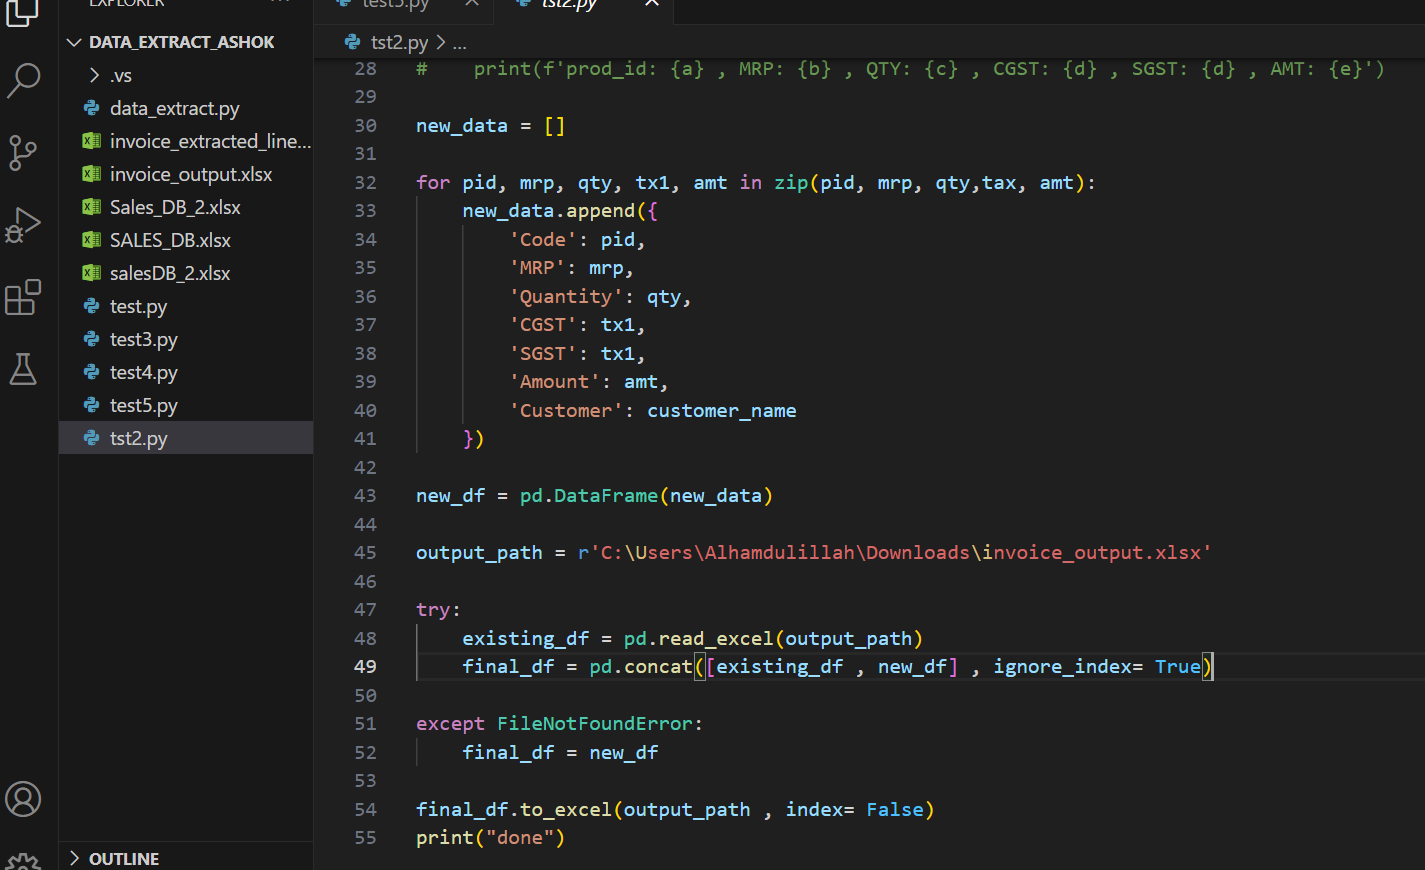 EXPLORER
test5.py
tst2.py
DATA_EXTRACT_ASHOK
.vs
data_extract.py
invoice_extracted_line...
invoice_output.xlsx
Sales_DB_2.xlsx
SALES_DB.xlsx
salesDB_2.xlsx
test.py
test3.py
test4.py
test5.py
tst2.py
OUTLINE
tst2.py > ...
28 #    print(f'prod_id: {a} , MRP: {b} , QTY: {c} , CGST: {d} , SGST: {d} , AMT: {e}')
29
30 new_data = []
31
32 for pid, mrp, qty, tx1, amt in zip(pid, mrp, qty,tax, amt):
33     new_data.append({
34         'Code': pid,
35         'MRP': mrp,
36         'Quantity': qty,
37         'CGST': tx1,
38         'SGST': tx1,
39         'Amount': amt,
40         'Customer': customer_name
41     })
42
43 new_df = pd.DataFrame(new_data)
44
45 output_path = r'C:\Users\Alhamdulillah\Downloads\invoice_output.xlsx'
46
47 try:
48     existing_df = pd.read_excel(output_path)
49     final_df = pd.concat([existing_df , new_df] , ignore_index= True)
50
51 except FileNotFoundError:
52     final_df = new_df
53
54 final_df.to_excel(output_path , index= False)
55 print("done")